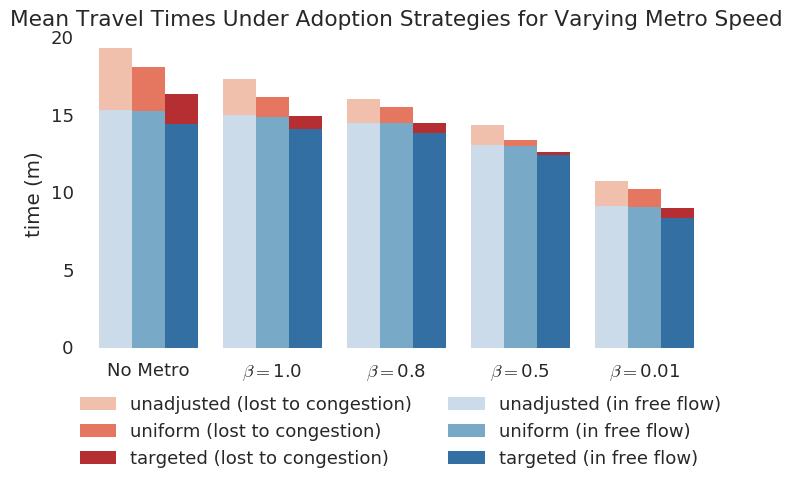 Mean Travel Times Under Adoption Strategies for Varying Metro Speed
20
15
10
5
0
time (m)
No Metro β = 1.0 β = 0.8 β = 0.5 β = 0.01
unadjusted (lost to congestion) unadjusted (in free flow)
uniform (lost to congestion) uniform (in free flow)
targeted (lost to congestion) targeted (in free flow)